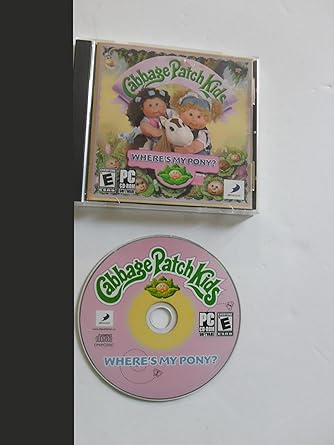 Cabbage Patch Kids
WHERE'S MY PONY?
E
PC
CD-ROM
Cabbage Patch Kids
PC
CD-ROM
E
WHERE'S MY PONY?